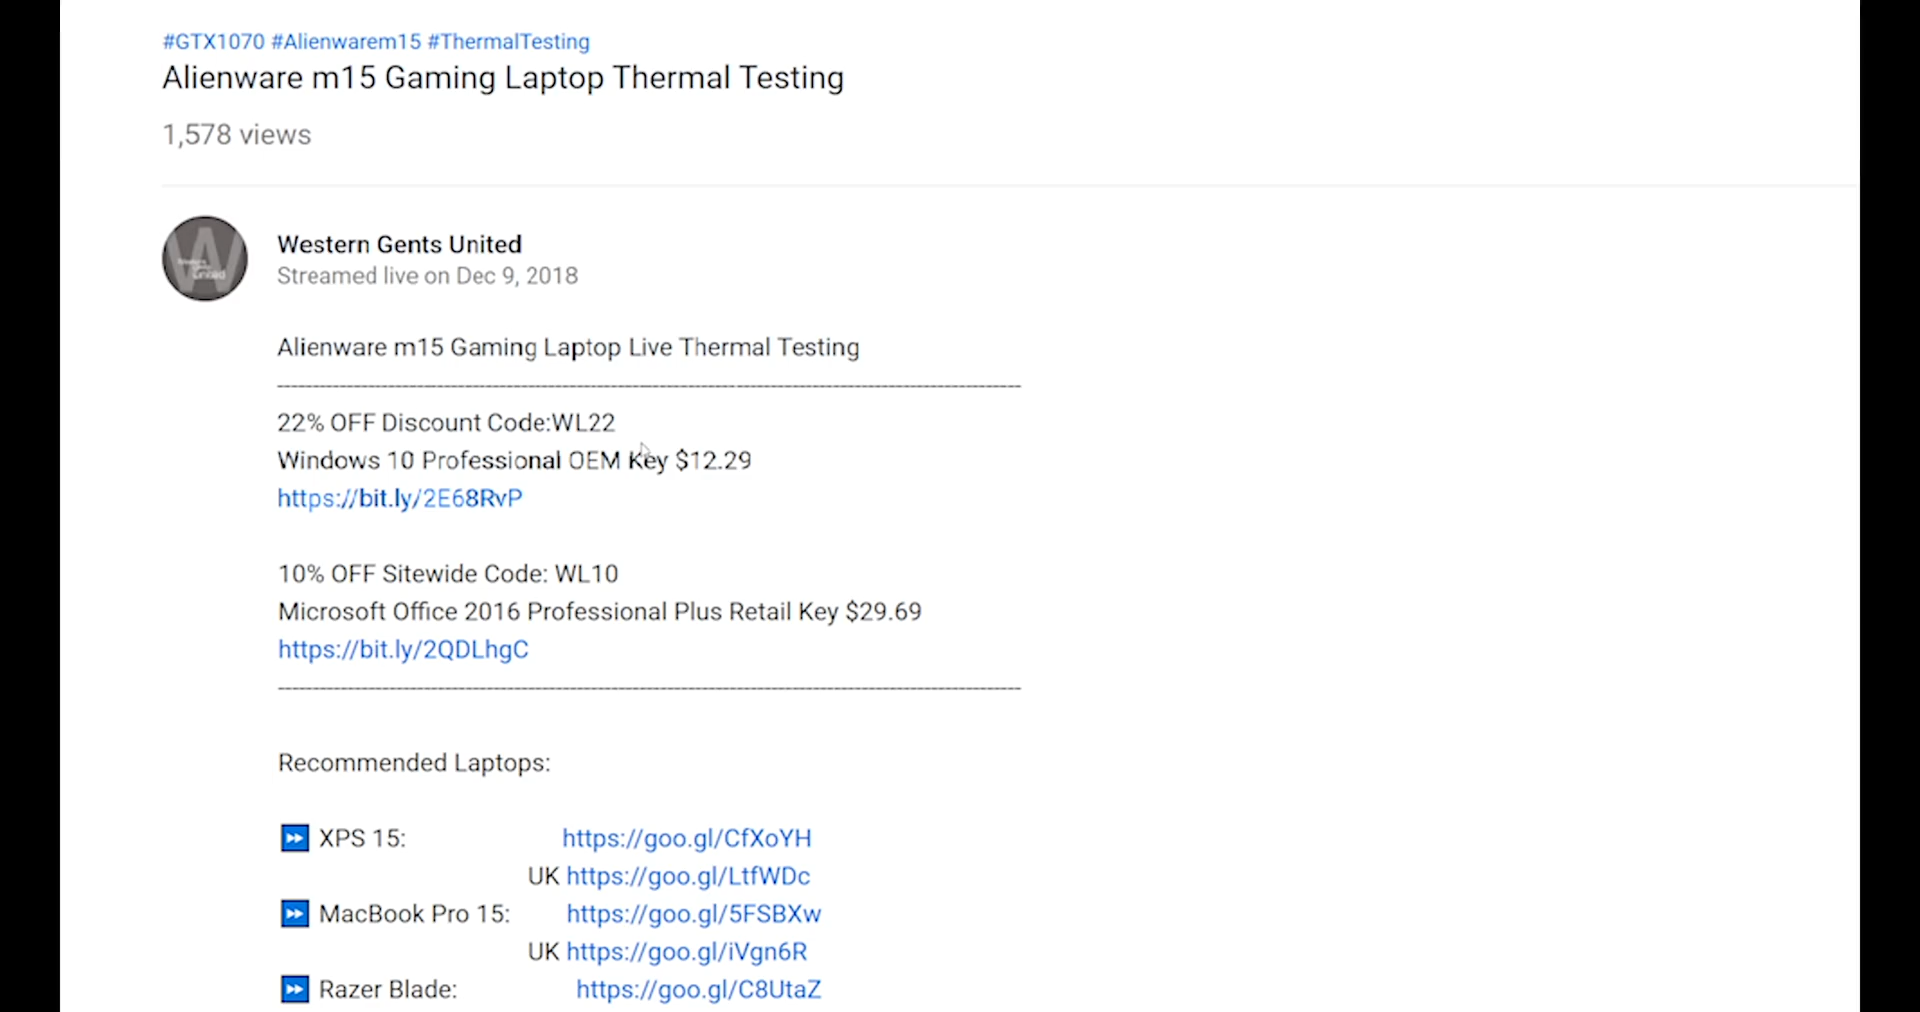 #GTX1070 #Alienwarem15 #ThermalTesting
Alienware m15 Gaming Laptop Thermal Testing
1,578 views
W
United
Western Gents United
Streamed live on Dec 9, 2018
Alienware m15 Gaming Laptop Live Thermal Testing
22% OFF Discount Code:WL22
Windows 10 Professional OEM Key $12.29
https://bit.ly/2E68RvP
10% OFF Sitewide Code: WL10
Microsoft Office 2016 Professional Plus Retail Key $29.69
https://bit.ly/2QDLhgC
Recommended Laptops:
XPS 15: https://goo.gl/CfXoYH
UK https://goo.gl/LtfWDc
MacBook Pro 15: https://goo.gl/5FSBXw
UK https://goo.gl/iVgn6R
Razer Blade: https://goo.gl/C8UtaZ